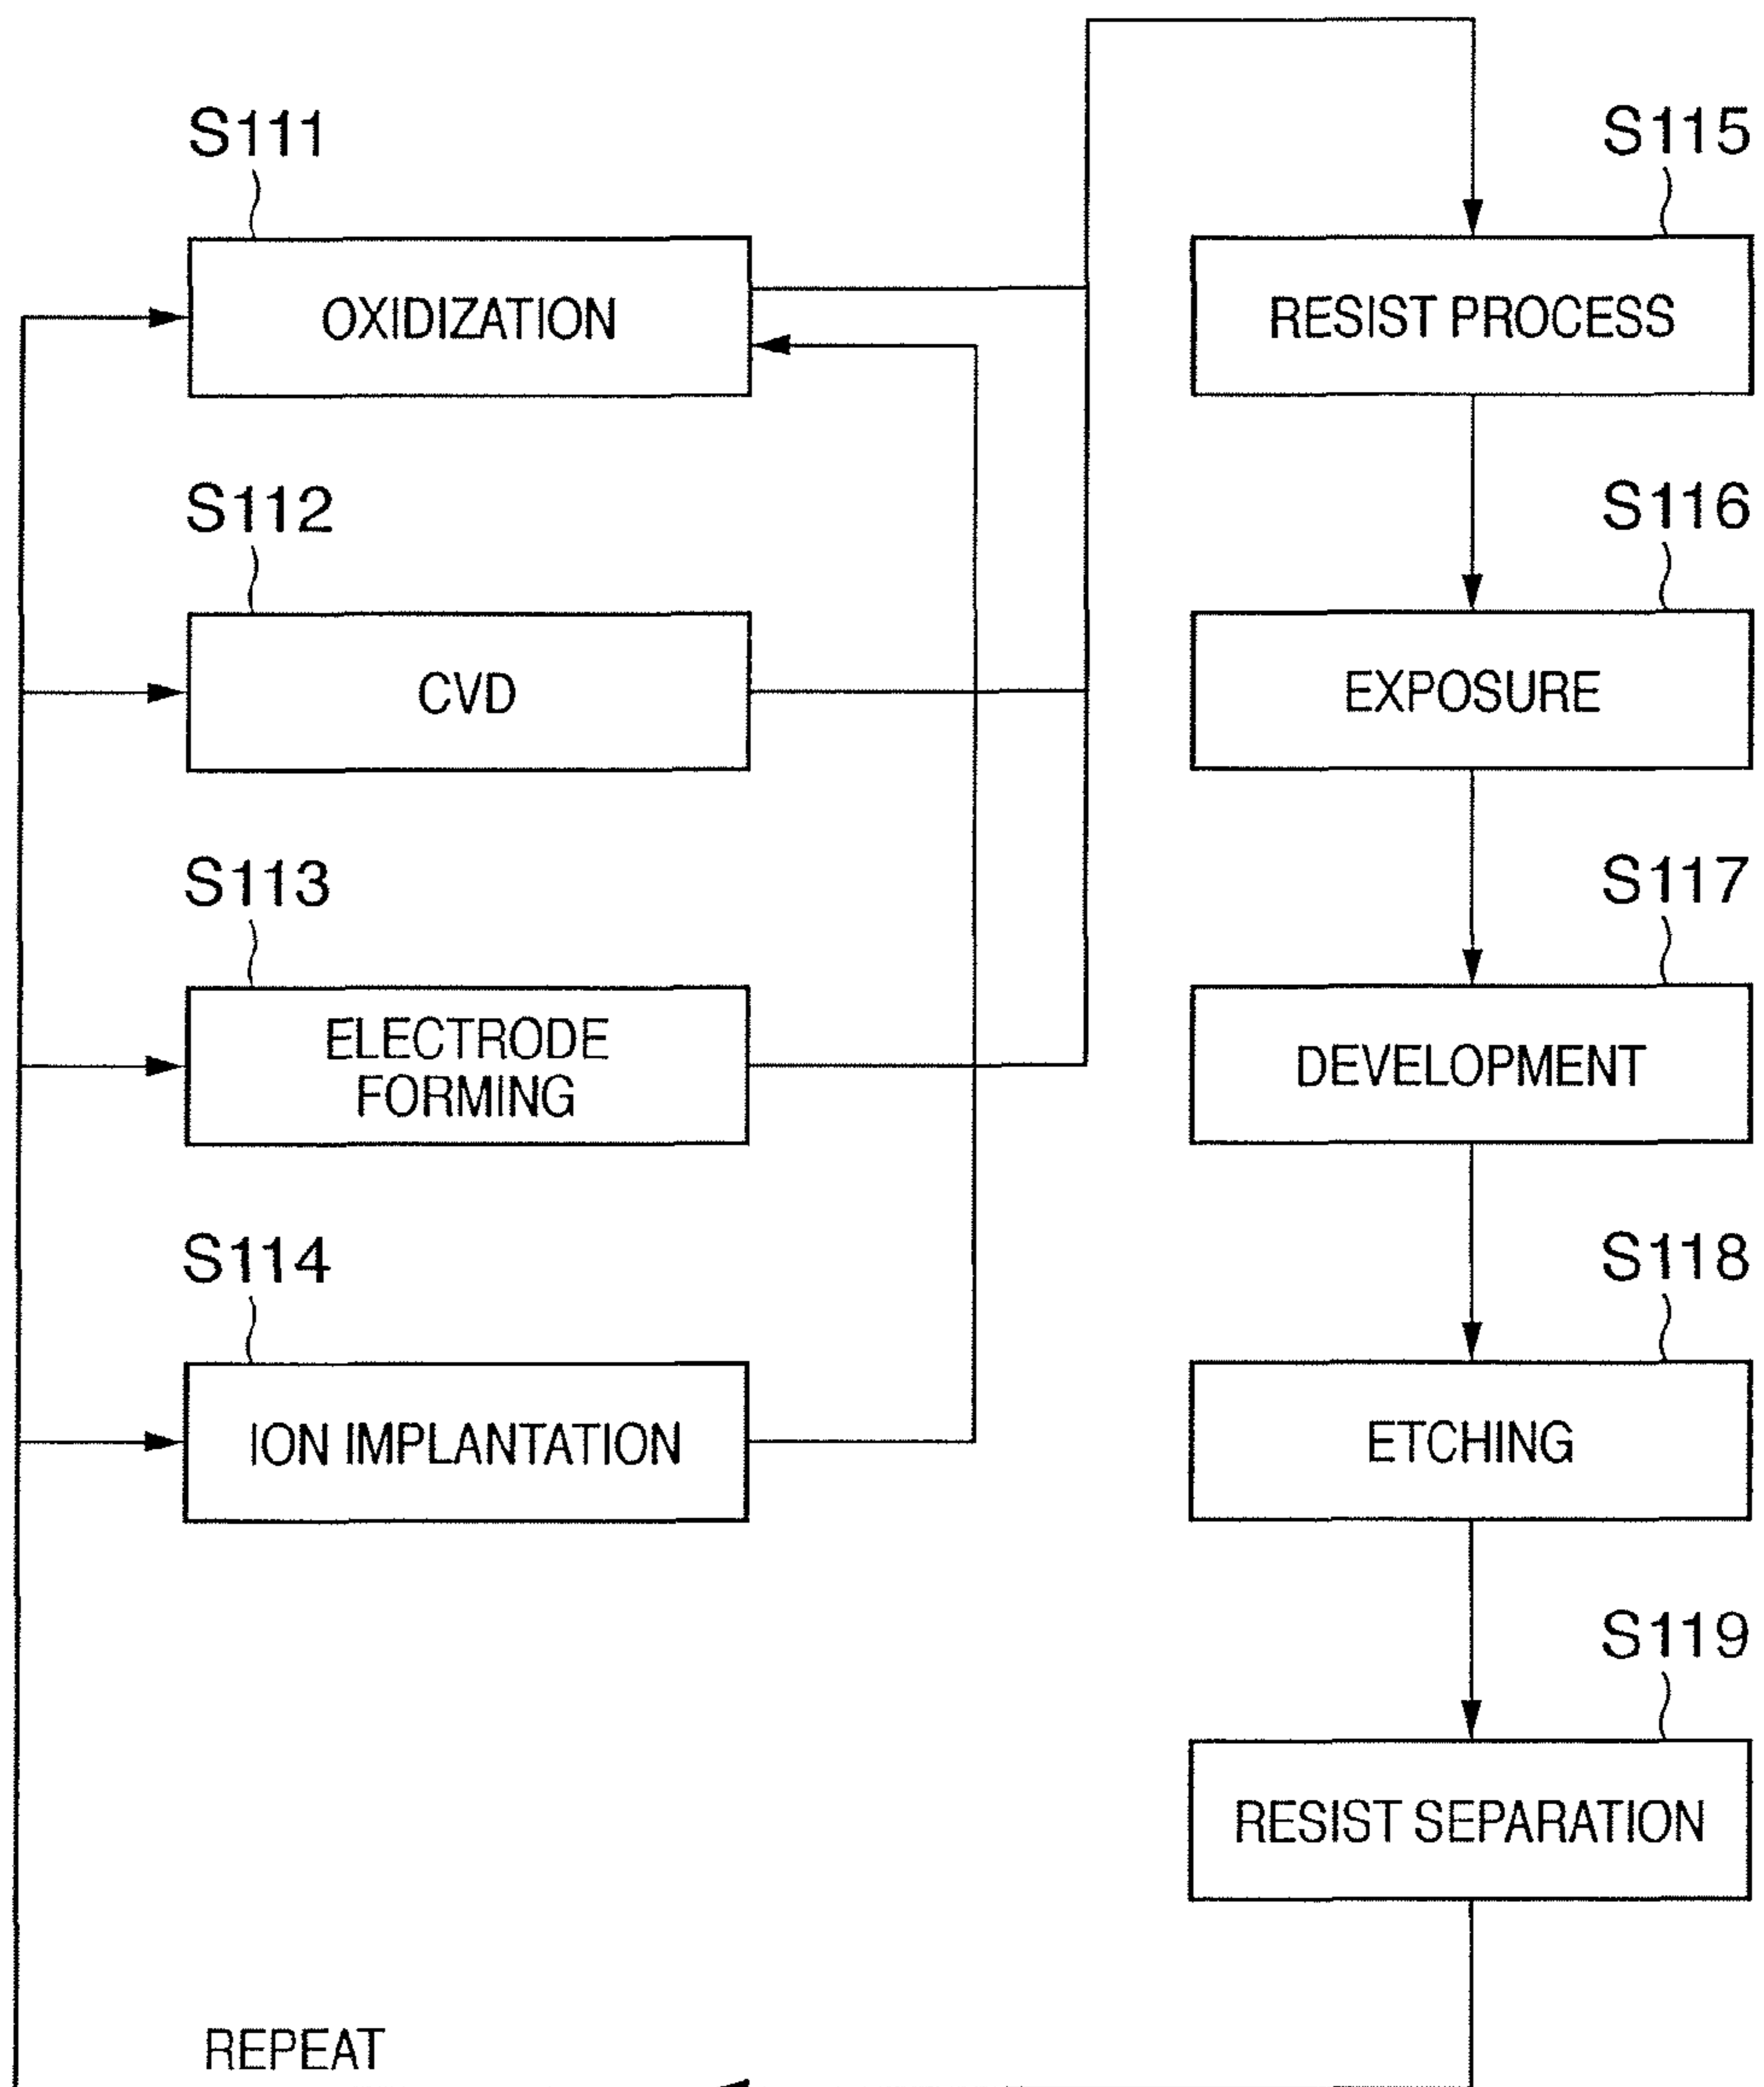 S111
OXIDIZATION
S112
CVD
S113
ELECTRODE
FORMING
S114
ION IMPLANTATION
REPEAT
S115
RESIST PROCESS
S116
EXPOSURE
S117
DEVELOPMENT
S118
ETCHING
S119
RESIST SEPARATION